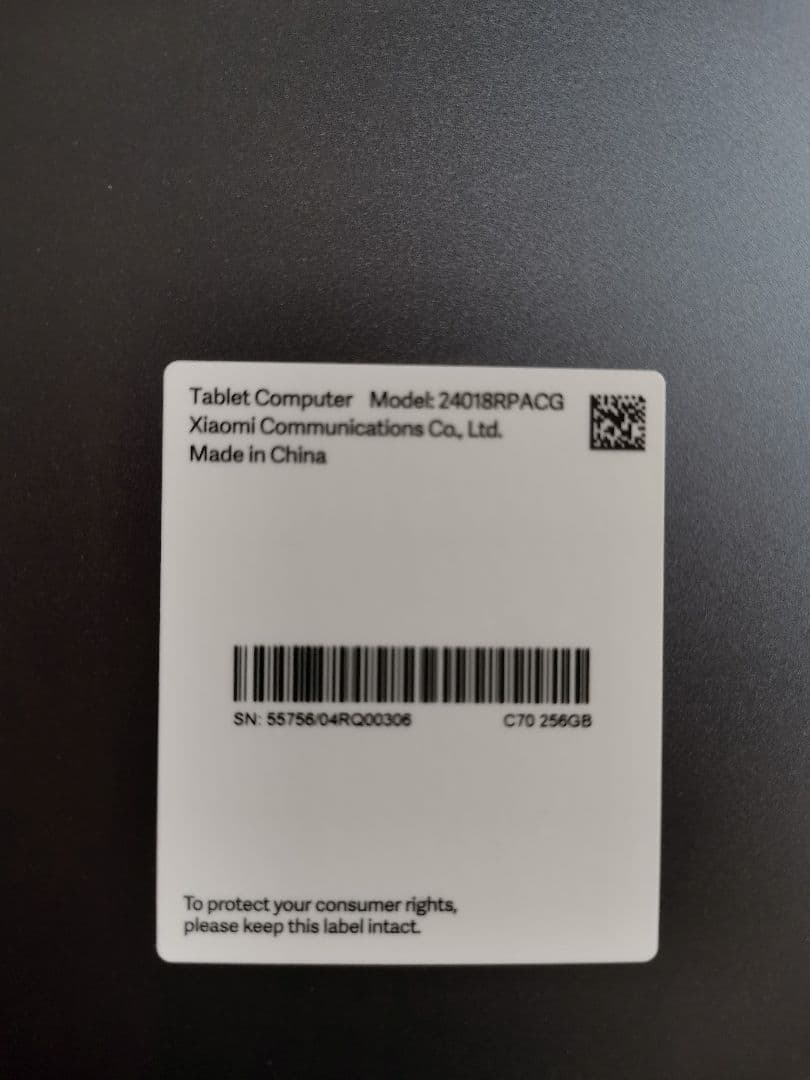 Tablet Computer Model: 24018RPACG
Xiaomi Communications Co., Ltd.
Made in China
SN: 55756/04RQ00306 C70 256GB
To protect your consumer rights,
please keep this label intact.